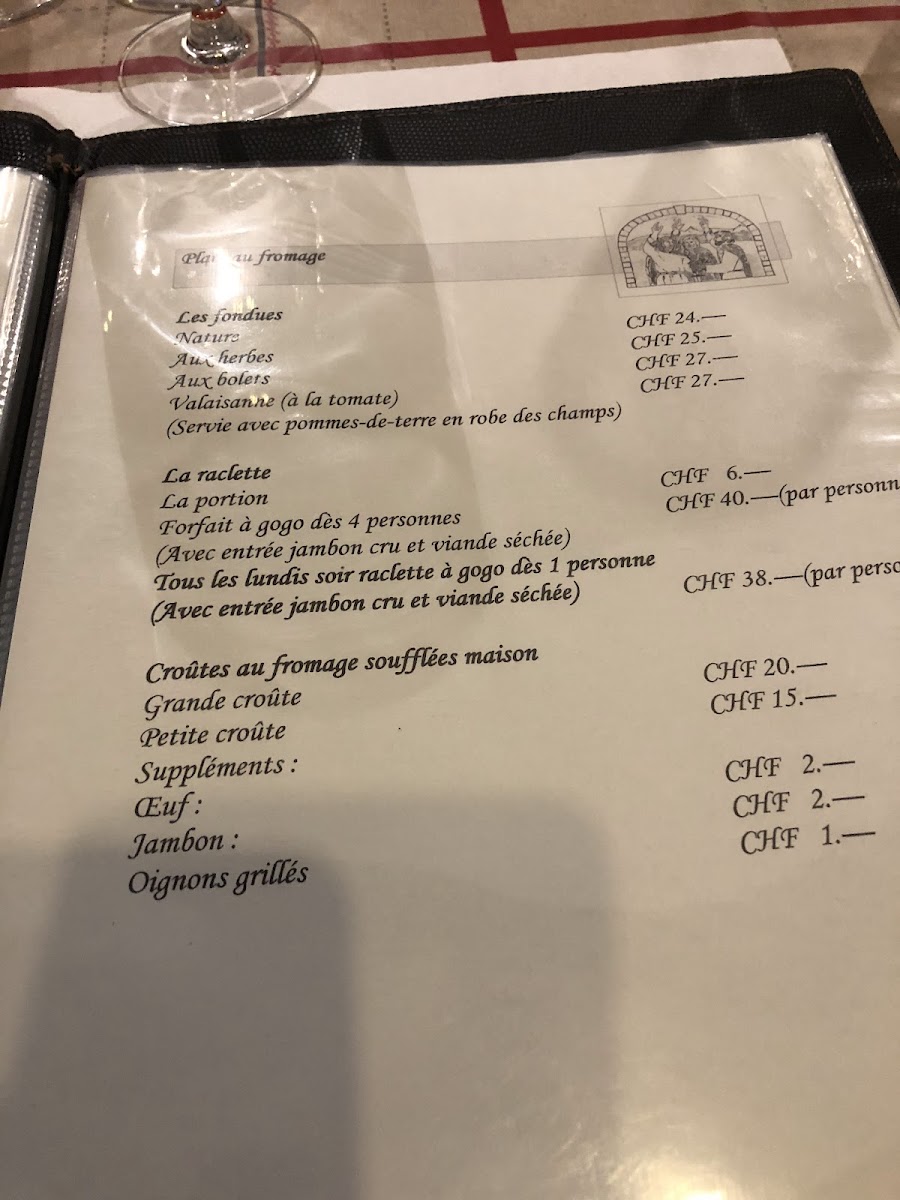 au fromage
Les fondues
Nature CHF 24.—
Aux herbes CHF 25.—
Aux bolets CHF 27.—
Valaisanne (à la tomate) CHF 27.—
(Servie avec pommes-de-terre en robe des champs)
La raclette
La portion CHF 6.—
Forfait à gogo dès 4 personnes CHF 40.—(par personn
(Avec entrée jambon cru et viande séchée)
Tous les lundis soir raclette à gogo dès 1 personne
(Avec entrée jambon cru et viande séchée) CHF 38.—(par perso
Croûtes au fromage soufflées maison
Grande croûte CHF 20.—
Petite croûte CHF 15.—
Suppléments :
Œuf : CHF 2.—
Jambon : CHF 2.—
Oignons grillés CHF 1.—